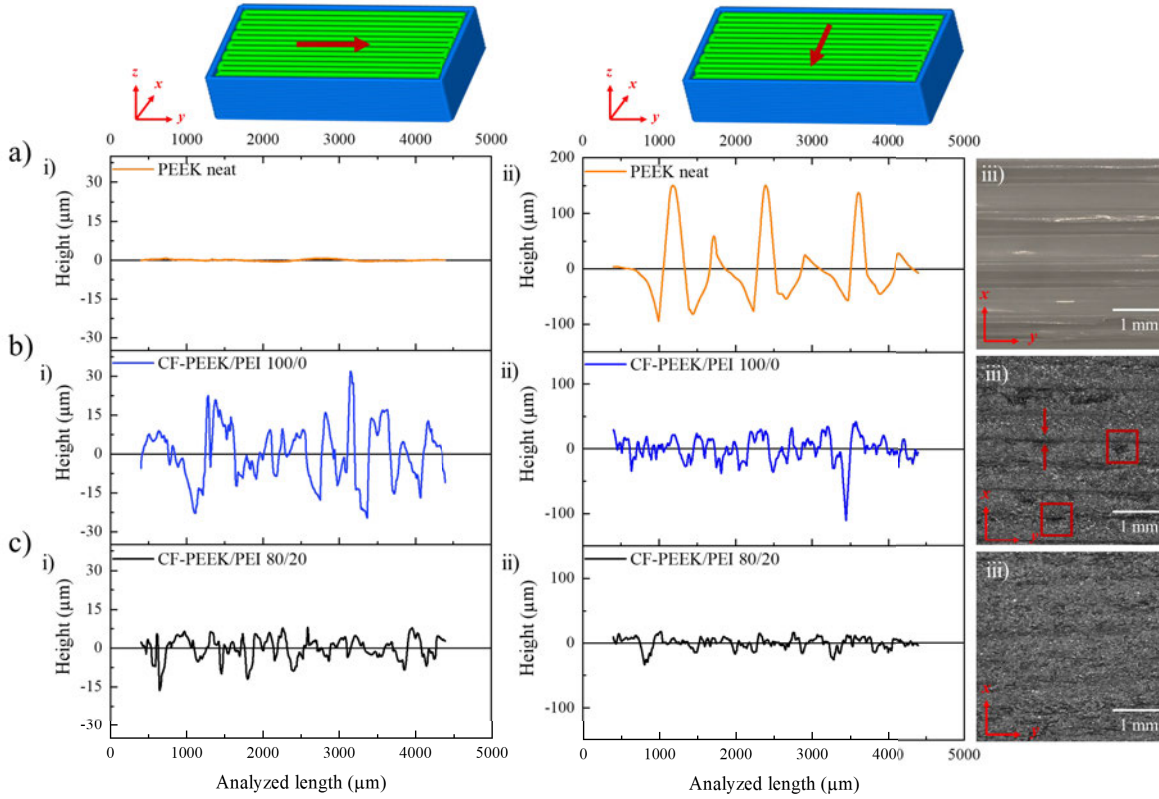 z
x
y
z
x
y
0 1000 2000 3000 4000 5000
0 1000 2000 3000 4000 5000
a)
i)
PEEK neat
Height (µm)
30
15
0
-15
-30
ii)
PEEK neat
Height (µm)
200
150
100
50
0
-50
-100
iii)
x
y
1 mm
b)
i)
CF-PEEK/PEI 100/0
Height (µm)
30
15
0
-15
-30
ii)
CF-PEEK/PEI 100/0
Height (µm)
100
0
-100
iii)
x
y
1 mm
c)
i)
CF-PEEK/PEI 80/20
Height (µm)
30
15
0
-15
-30
ii)
CF-PEEK/PEI 80/20
Height (µm)
100
0
-100
iii)
x
y
1 mm
0 1000 2000 3000 4000 5000
0 1000 2000 3000 4000 5000
Analyzed length (µm)
Analyzed length (µm)